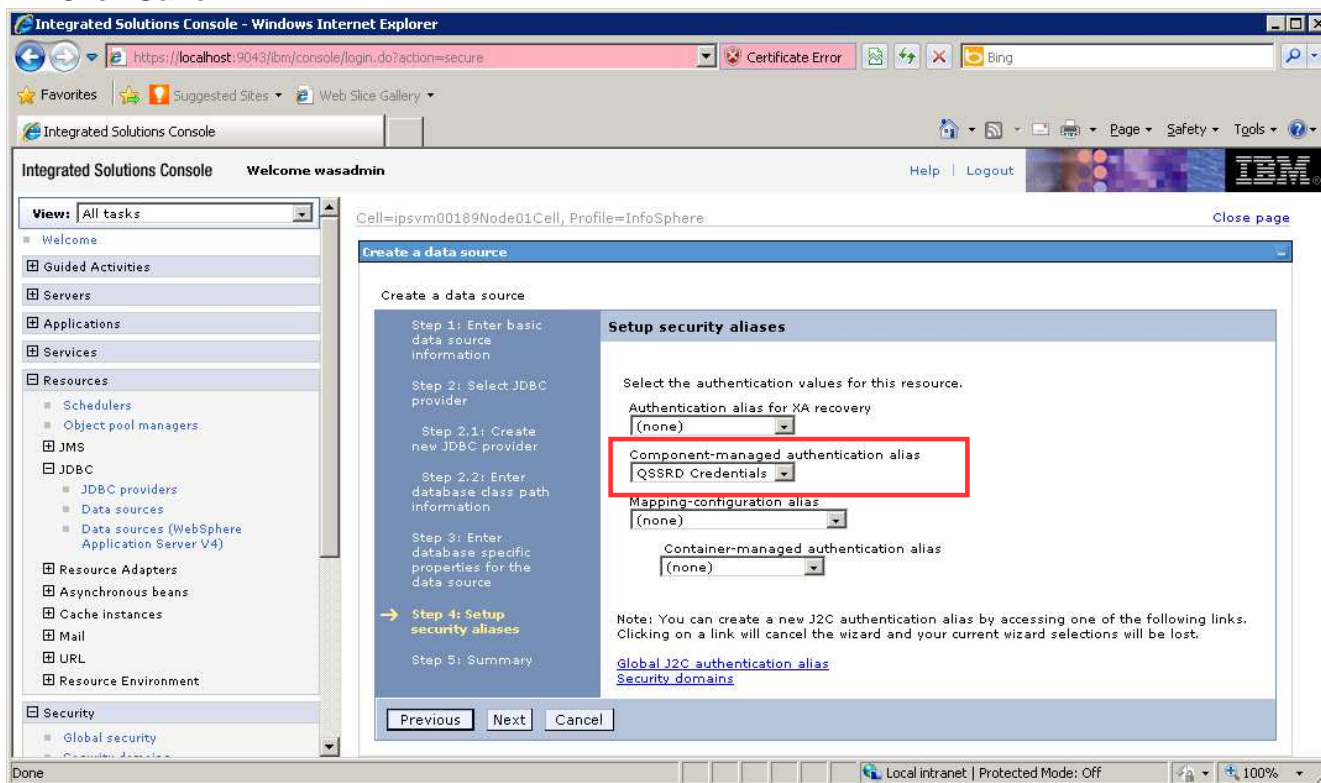 Integrated Solutions Console - Windows Internet Explorer
https://localhost:9043/ibm/console/login.do?action=secure
Certificate Error
Bing
Favorites
Suggested Sites
Web Slice Gallery
Integrated Solutions Console
Page
Safety
Tools
Integrated Solutions Console Welcome wasadmin
Help | Logout
IBM
View: All tasks
Welcome
Guided Activities
Servers
Applications
Services
Resources
Schedulers
Object pool managers
JMS
JDBC
JDBC providers
Data sources
Data sources (WebSphere
Application Server V4)
Resource Adapters
Asynchronous beans
Cache instances
Mail
URL
Resource Environment
Security
Global security
Cell=ipsvm00189Node01Cell, Profile=InfoSphere
Close page
Create a data source
Create a data source
Step 1: Enter basic
data source
information
Step 2: Select JDBC
provider
Step 2.1: Create
new JDBC provider
Step 2.2: Enter
database class path
information
Step 3: Enter
database specific
properties for the
data source
Step 4: Setup
security aliases
Step 5: Summary
Setup security aliases
Select the authentication values for this resource.
Authentication alias for XA recovery
(none)
Component-managed authentication alias
QSSRD Credentials
Mapping-configuration alias
(none)
Container-managed authentication alias
(none)
Note: You can create a new J2C authentication alias by accessing one of the following links.
Clicking on a link will cancel the wizard and your current wizard selections will be lost.
Global J2C authentication alias
Security domains
Previous
Next
Cancel
Done
Local intranet | Protected Mode: Off
100%